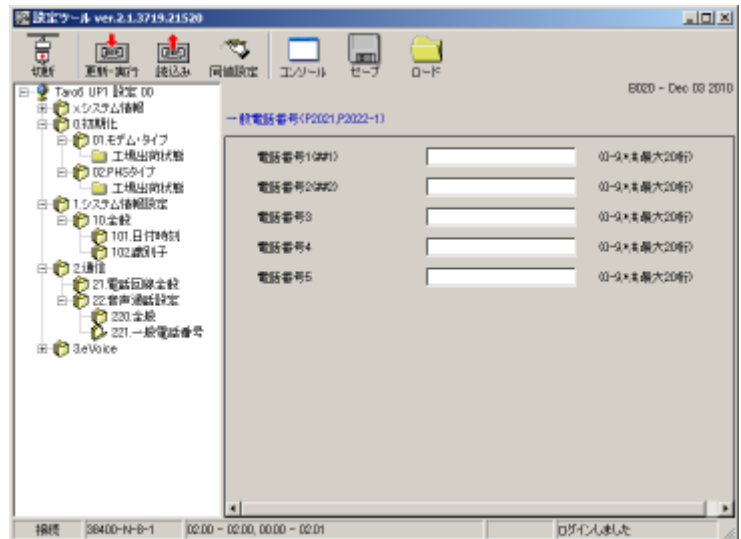 設定ツール ver.2.1.3719.21520
切断 更新・実行 読込み 同値設定 コンソール セーブ ロード
Taro6 UP1 設定 00
x.システム情報
0.初期化
01.モデム・タイプ
工場出荷状態
02.PHSタイプ
工場出荷状態
1.システム情報設定
10.全般
101.日付時刻
102.識別子
2.通信
21.電話回線全般
22.音声通話設定
220.全般
221.一般電話番号
3.eVoice
B020 - Dec 03 2010
一般電話番号(P2021,P2022-1)
電話番号1(##1) (0-9,*,#,最大20桁)
電話番号2(##2) (0-9,*,#,最大20桁)
電話番号3 (0-9,*,#,最大20桁)
電話番号4 (0-9,*,#,最大20桁)
電話番号5 (0-9,*,#,最大20桁)
接続 38400-N-8-1 02:00 - 02:00, 00:00 - 02:01 ログインしました